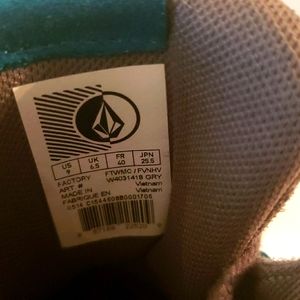 US UK FR JPN
9 6.5 40 25.5
FACTORY FTWMO / FVNHV
ART # W4031418 GRY
MADE IN Vietnam
FABRIQUE EN Vietnam